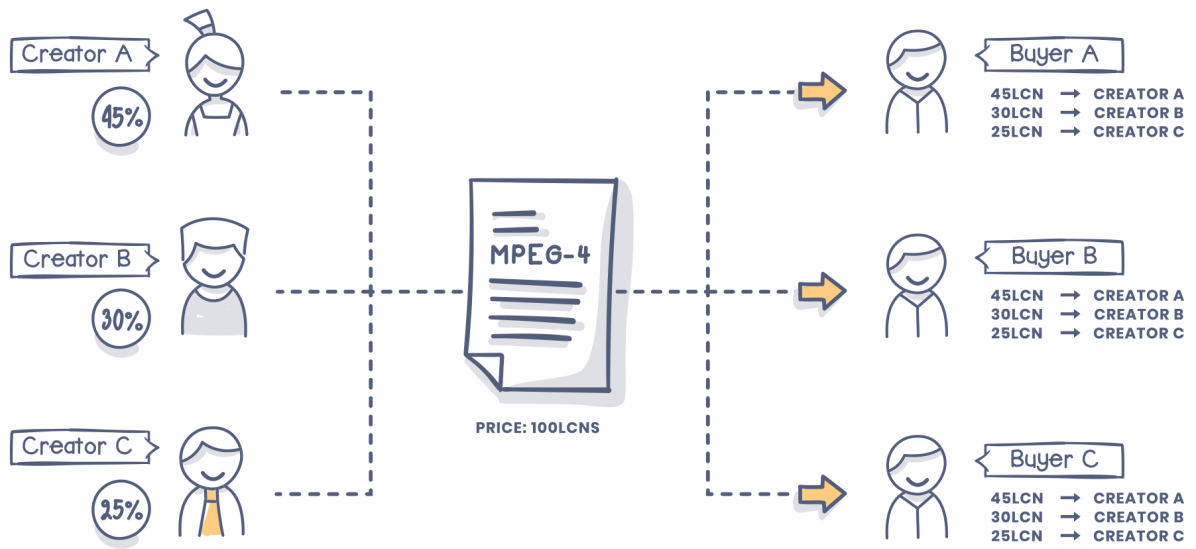 Creator A
45%
Creator B
30%
Creator C
25%
MPEG-4
PRICE: 100LCNS
Buyer A
45LCN → CREATOR A
30LCN → CREATOR B
25LCN → CREATOR C
Buyer B
45LCN → CREATOR A
30LCN → CREATOR B
25LCN → CREATOR C
Buyer C
45LCN → CREATOR A
30LCN → CREATOR B
25LCN → CREATOR C